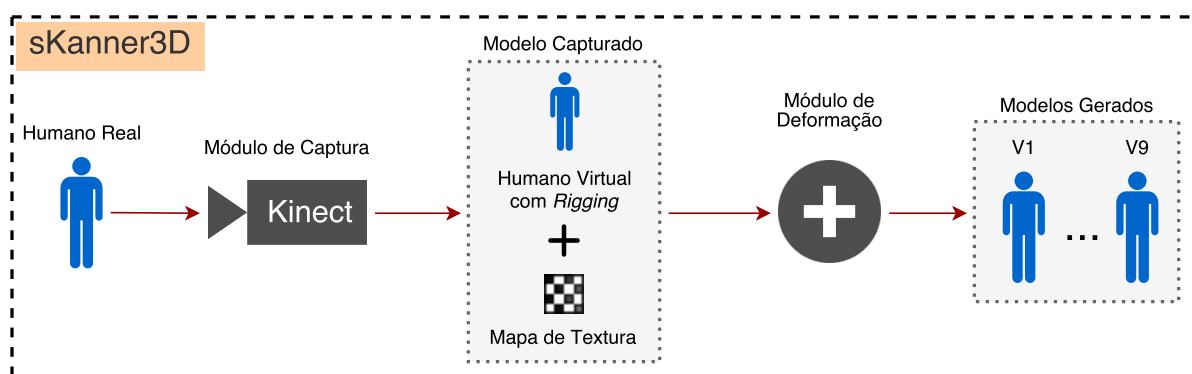 sKanner3D
Humano Real
Módulo de Captura
Kinect
Modelo Capturado
Humano Virtual
com Rigging
Mapa de Textura
Módulo de
Deformação
Modelos Gerados
V1
V9
...